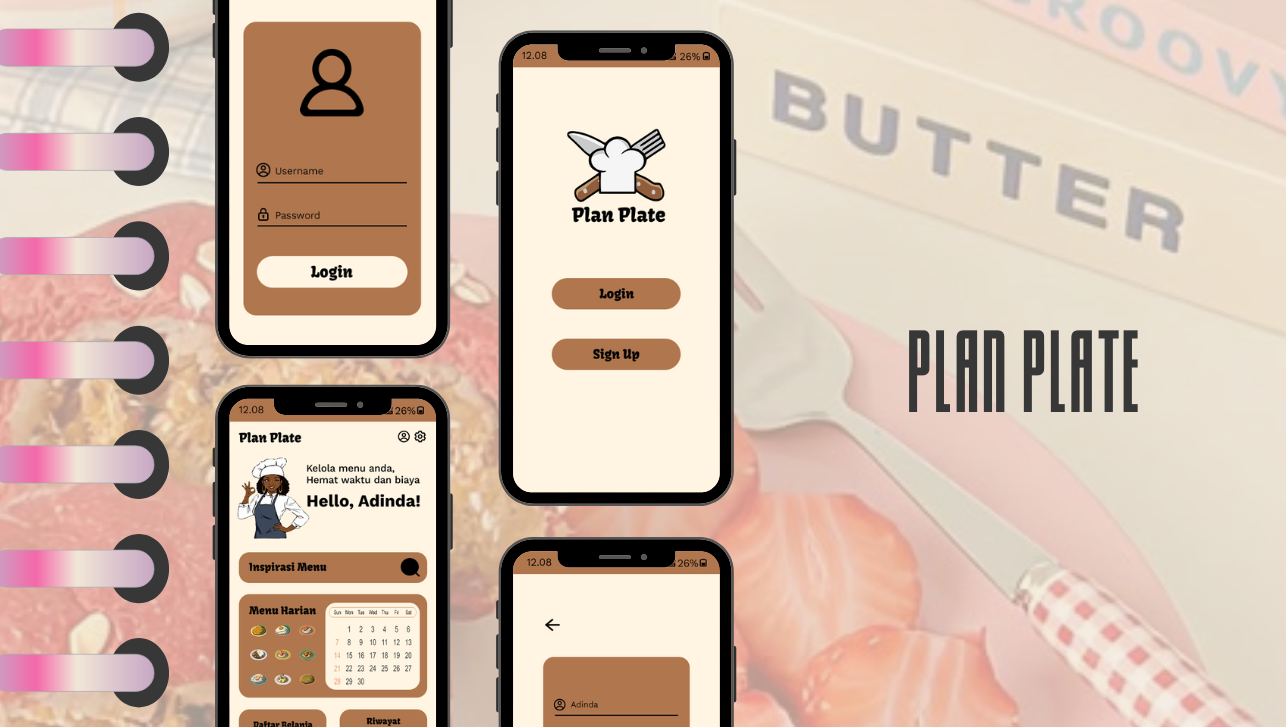 Username
Password
Login
12.08
26%
Plan Plate
Login
Sign Up
GROOVY
BUTTER
PLAN PLATE
12.08
26%
Plan Plate
Kelola menu anda,
Hemat waktu dan biaya
Hello, Adinda!
Inspirasi Menu
Menu Harian
Sun Mon Tue Wed Thu Fri Sat
1 2 3 4 5 6
7 8 9 10 11 12 13
14 15 16 17 18 19 20
21 22 23 24 25 26 27
28 29 30
Daftar Belanja
Riwayat
12.08
26%
Adinda